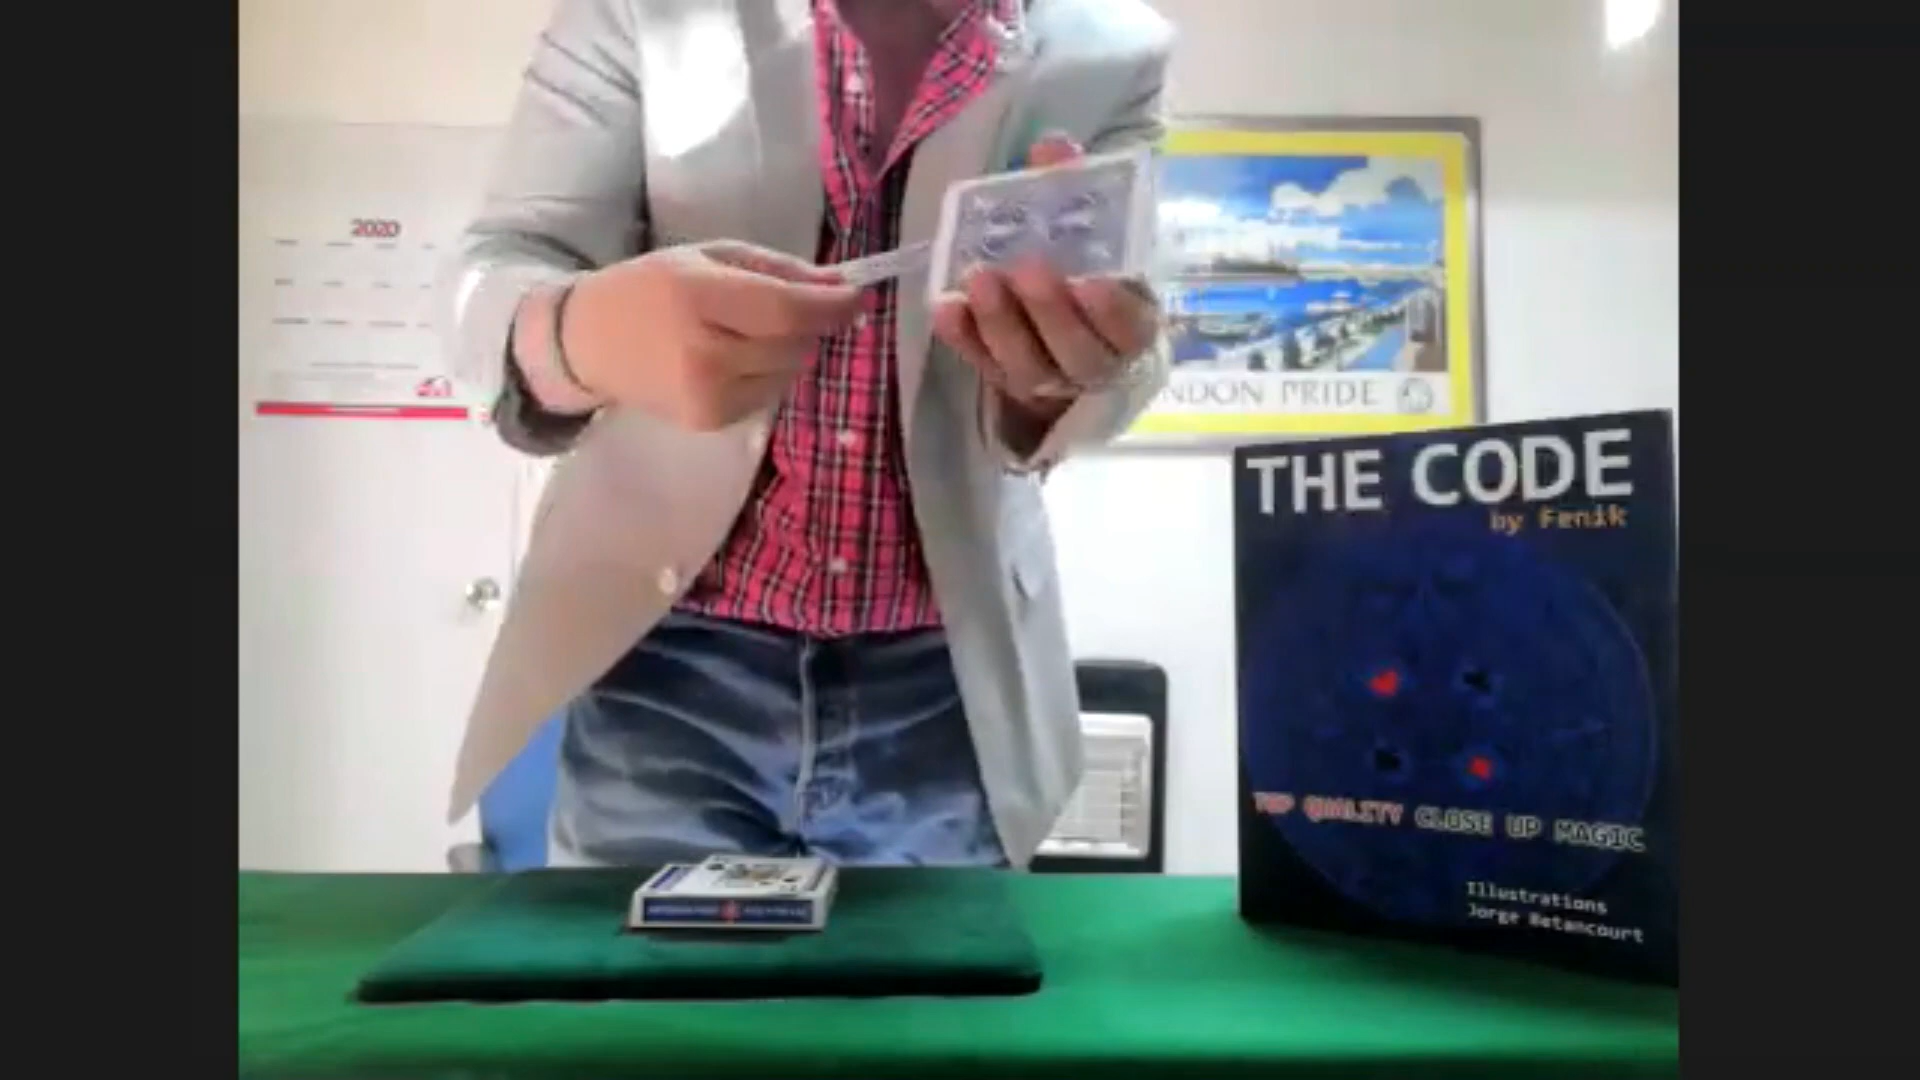 2020
NDON PRIDE
THE CODE
by Fenik
TOP QUALITY CLOSE UP MAGIC
Illustrations
Jorge Betancourt